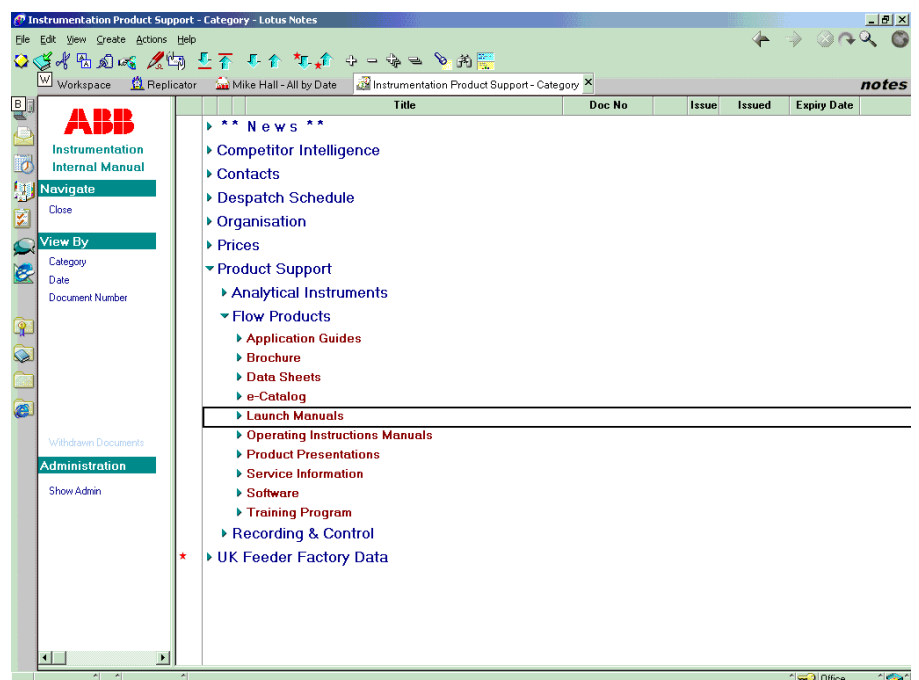 Instrumentation Product Support - Category - Lotus Notes
File Edit View Create Actions Help
W Workspace Replicator Mike Hall - All by Date Instrumentation Product Support - Category notes
B
Title Doc No Issue Issued Expiry Date
ABB
Instrumentation
Internal Manual
Navigate
Close
View By
Category
Date
Document Number
Withdrawn Documents
Administration
Show Admin
* * N e w s * *
Competitor Intelligence
Contacts
Despatch Schedule
Organisation
Prices
Product Support
Analytical Instruments
Flow Products
Application Guides
Brochure
Data Sheets
e-Catalog
Launch Manuals
Operating Instructions Manuals
Product Presentations
Service Information
Software
Training Program
Recording & Control
* UK Feeder Factory Data
Office